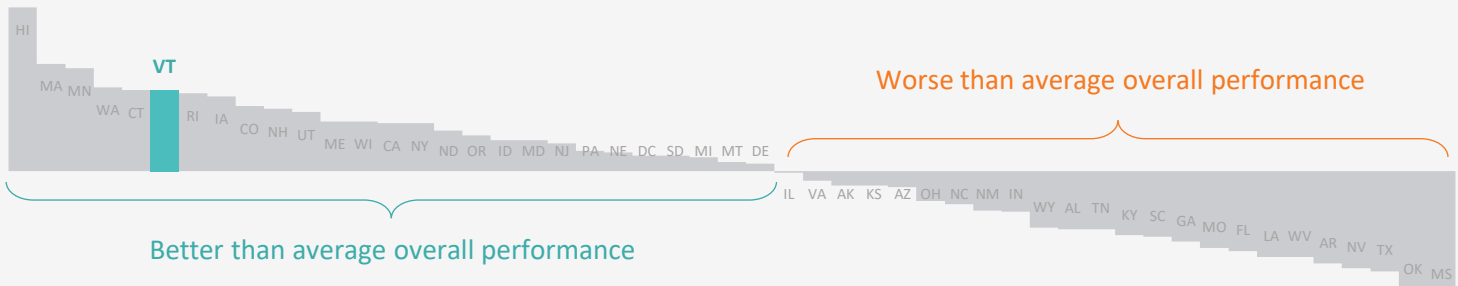 HI
MA
MN
WA
CT
VT
RI
IA
CO
NH
UT
ME
WI
CA
NY
ND
OR
ID
MD
NJ
PA
NE
DC
SD
MI
MT
DE
Worse than average overall performance
IL
VA
AK
KS
AZ
OH
NC
NM
IN
WY
AL
TN
KY
SC
GA
MO
FL
LA
WV
AR
NV
TX
OK
MS
Better than average overall performance